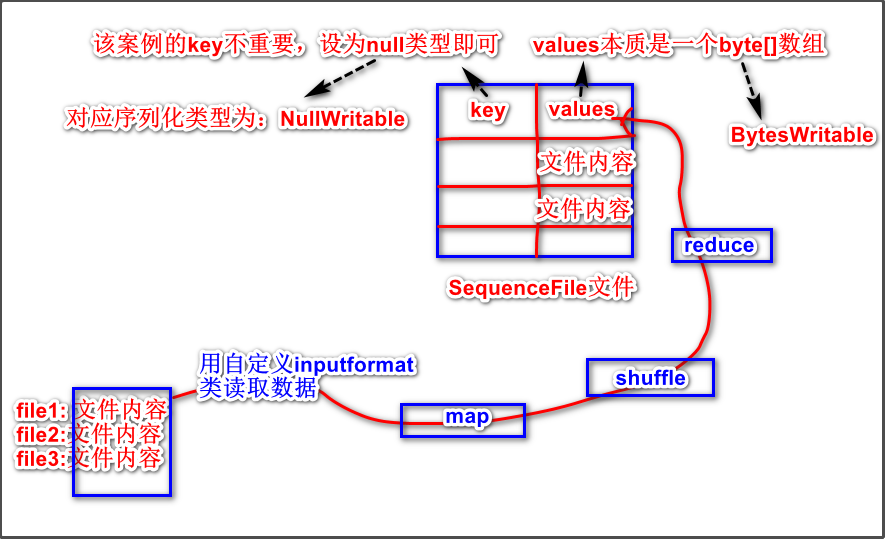 该案例的key不重要，设为null类型即可
values本质是一个byte[]数组
对应序列化类型为：NullWritable
key
values
BytesWritable
文件内容
文件内容
reduce
SequenceFile文件
用自定义inputformat
类读取数据
shuffle
map
file1: 文件内容
file2:文件内容
file3:文件内容